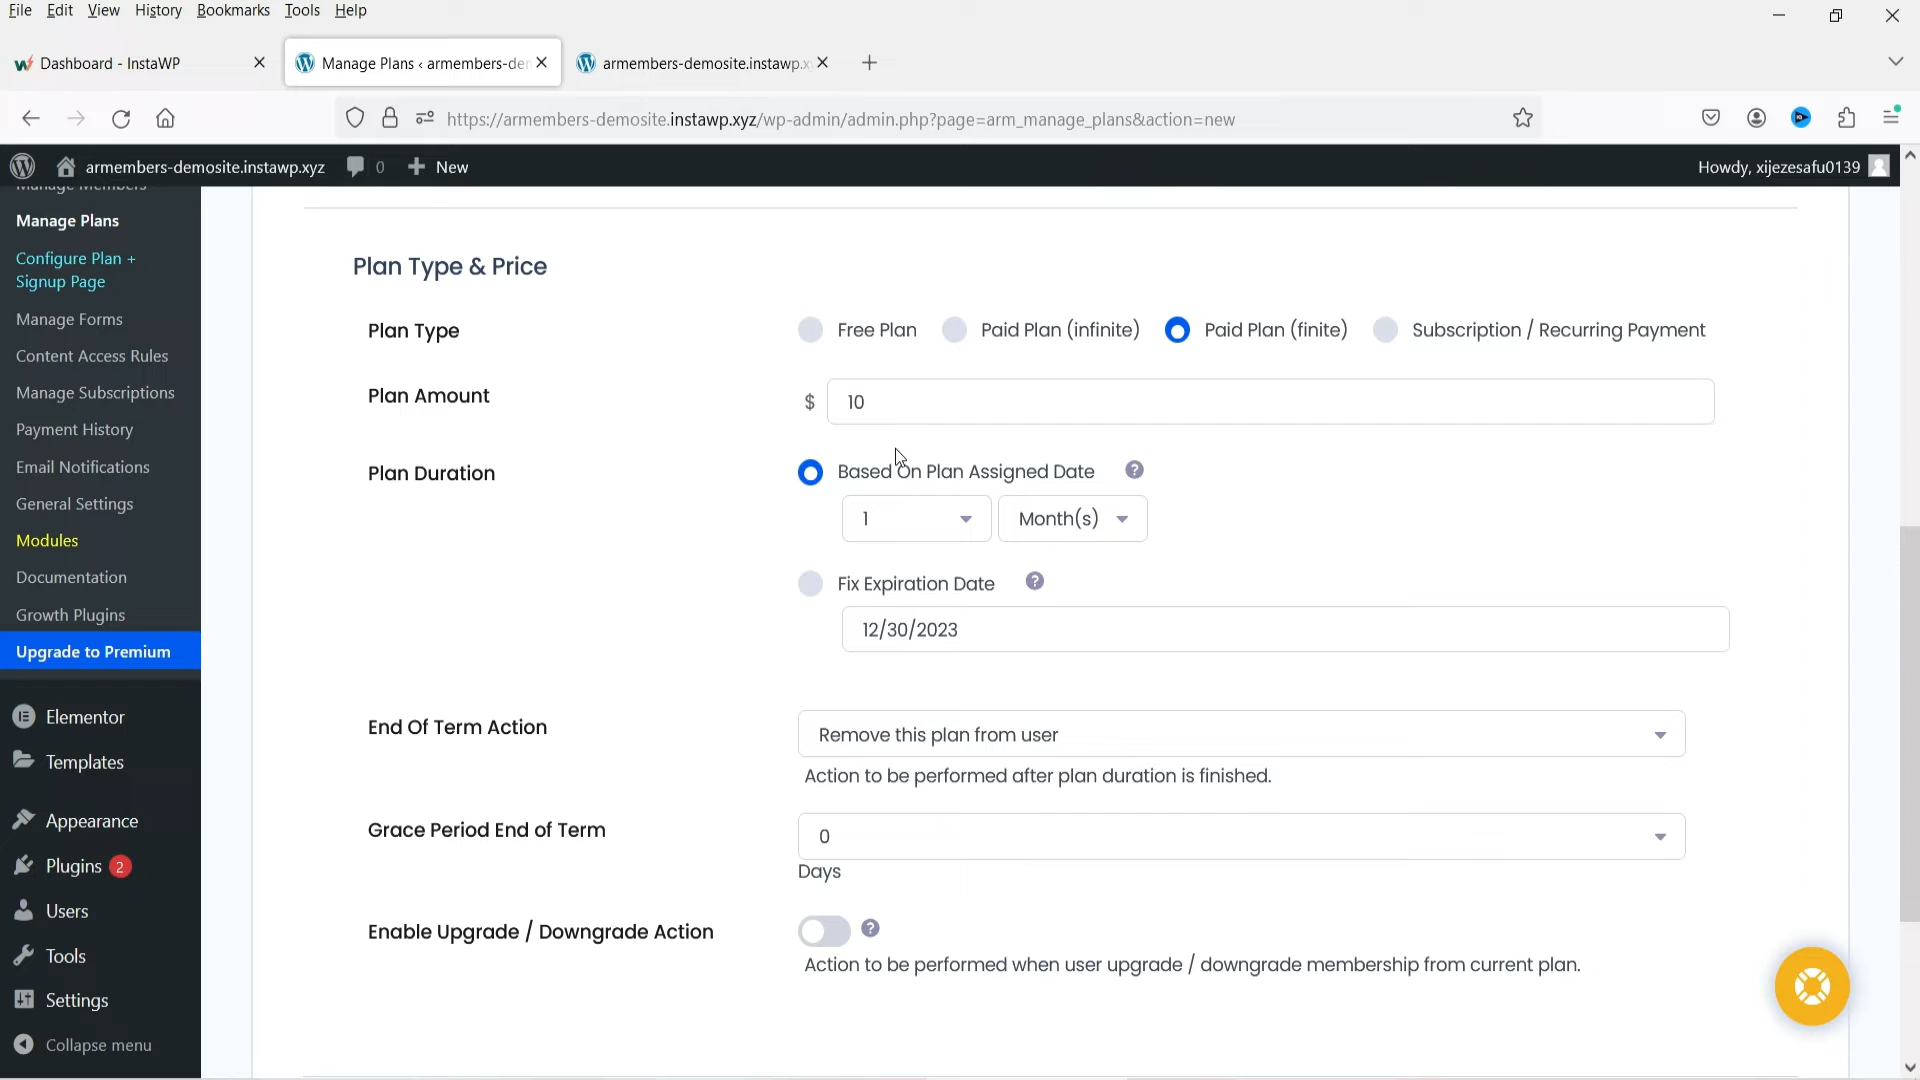 File Edit View History Bookmarks Tools Help
Dashboard - InstaWP
Manage Plans ‹ armembers-de
armembers-demosite.instawp.x
https://armembers-demosite.instawp.xyz/wp-admin/admin.php?page=arm_manage_plans&action=new
armembers-demosite.instawp.xyz 0 New
Howdy, xijezesafu0139
Manage Members
Manage Plans
Configure Plan +
Signup Page
Manage Forms
Content Access Rules
Manage Subscriptions
Payment History
Email Notifications
General Settings
Modules
Documentation
Growth Plugins
Upgrade to Premium
Elementor
Templates
Appearance
Plugins 2
Users
Tools
Settings
Collapse menu
Plan Type & Price
Plan Type
Free Plan Paid Plan (infinite) Paid Plan (finite) Subscription / Recurring Payment
Plan Amount
$ 10
Plan Duration
Based On Plan Assigned Date ?
1 Month(s)
Fix Expiration Date ?
12/30/2023
End Of Term Action
Remove this plan from user
Action to be performed after plan duration is finished.
Grace Period End of Term
0
Days
Enable Upgrade / Downgrade Action
?
Action to be performed when user upgrade / downgrade membership from current plan.